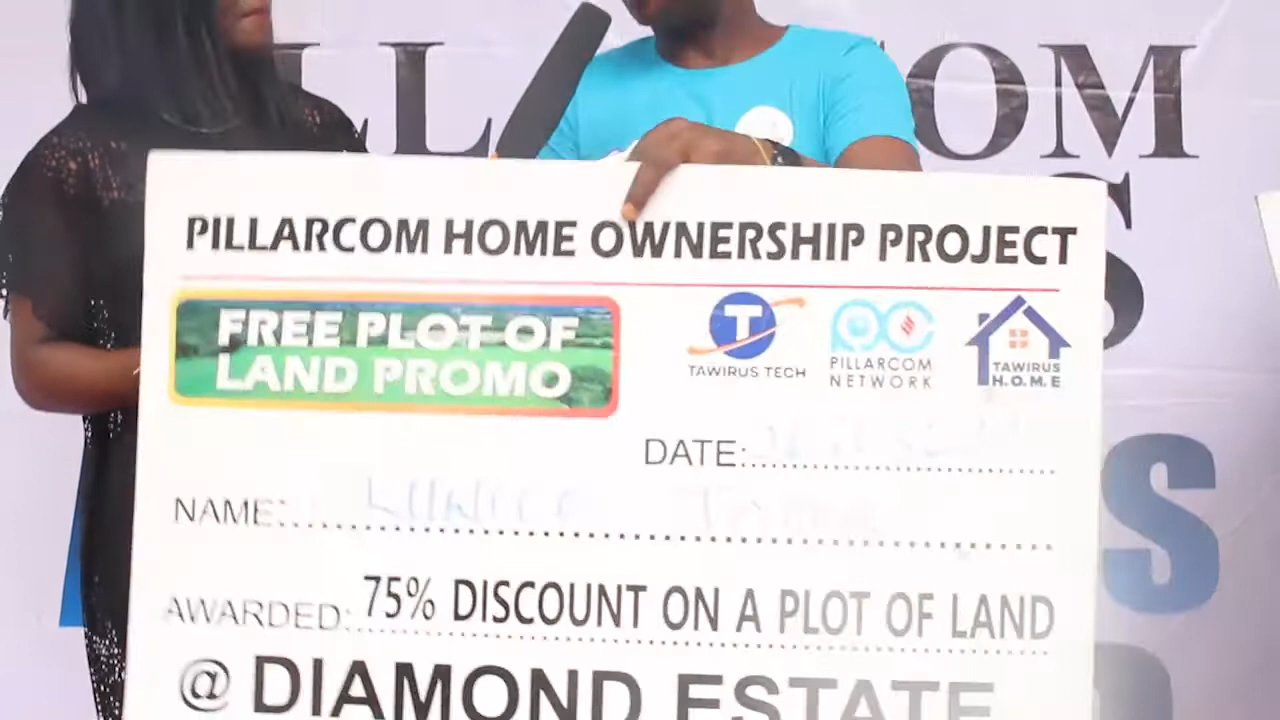 PILLARCOM HOME OWNERSHIP PROJECT
FREE PLOT OF
LAND PROMO
T
TAWIRUS TECH
PILLARCOM
NETWORK
TAWIRUS
H.O.M.E
DATE:
NAME:
AWARDED: 75% DISCOUNT ON A PLOT OF LAND
@ DIAMOND ESTATE